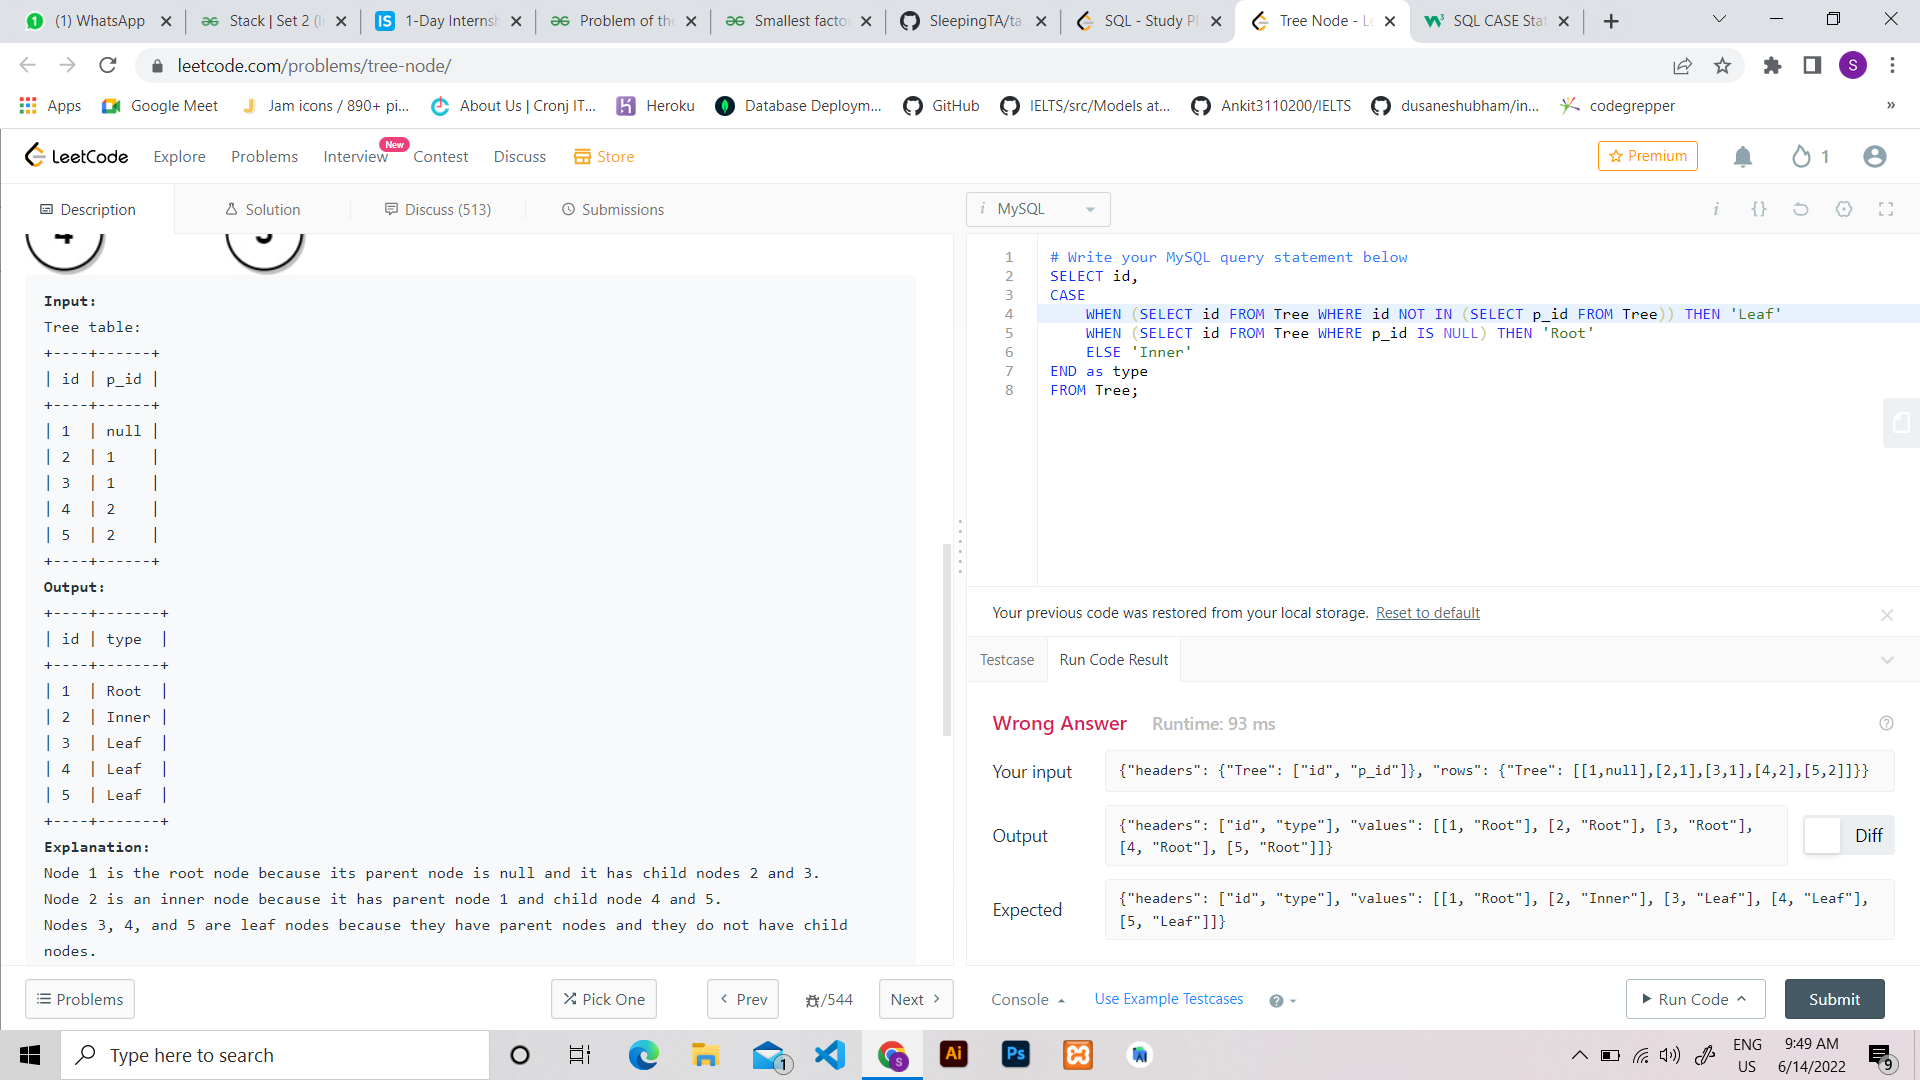 (1) WhatsApp
Stack | Set 2 (I
1-Day Interns
Problem of the
Smallest facto
SleepingTA/ta
SQL - Study Pl
Tree Node - Le
SQL CASE Stat
leetcode.com/problems/tree-node/
S
Apps
Google Meet
Jam icons / 890+ pi...
About Us | Cronj IT...
Heroku
Database Deploym...
GitHub
IELTS/src/Models at...
Ankit3110200/IELTS
dusaneshubham/in...
codegrepper
»
LeetCode
Explore
Problems
Interview
New
Contest
Discuss
Store
Premium
1
Description
Solution
Discuss (513)
Submissions
i MySQL
4
5
Input:
Tree table:
+----+------+
| id | p_id |
+----+------+
| 1  | null |
| 2  | 1    |
| 3  | 1    |
| 4  | 2    |
| 5  | 2    |
+----+------+
Output:
+----+-------+
| id | type  |
+----+-------+
| 1  | Root  |
| 2  | Inner |
| 3  | Leaf  |
| 4  | Leaf  |
| 5  | Leaf  |
+----+-------+
Explanation:
Node 1 is the root node because its parent node is null and it has child nodes 2 and 3.
Node 2 is an inner node because it has parent node 1 and child node 4 and 5.
Nodes 3, 4, and 5 are leaf nodes because they have parent nodes and they do not have child
nodes.
1 # Write your MySQL query statement below
2 SELECT id,
3 CASE
4     WHEN (SELECT id FROM Tree WHERE id NOT IN (SELECT p_id FROM Tree)) THEN 'Leaf'
5     WHEN (SELECT id FROM Tree WHERE p_id IS NULL) THEN 'Root'
6     ELSE 'Inner'
7 END as type
8 FROM Tree;
Your previous code was restored from your local storage. Reset to default
Testcase
Run Code Result
Wrong Answer Runtime: 93 ms
Your input
{"headers": {"Tree": ["id", "p_id"]}, "rows": {"Tree": [[1,null],[2,1],[3,1],[4,2],[5,2]]}}
Output
{"headers": ["id", "type"], "values": [[1, "Root"], [2, "Root"], [3, "Root"],
[4, "Root"], [5, "Root"]]}
Diff
Expected
{"headers": ["id", "type"], "values": [[1, "Root"], [2, "Inner"], [3, "Leaf"], [4, "Leaf"],
[5, "Leaf"]]}
Problems
Pick One
Prev
/544
Next
Console
Use Example Testcases
Run Code
Submit
Type here to search
1
S
Ai
Ps
ENG
US
9:49 AM
6/14/2022
9